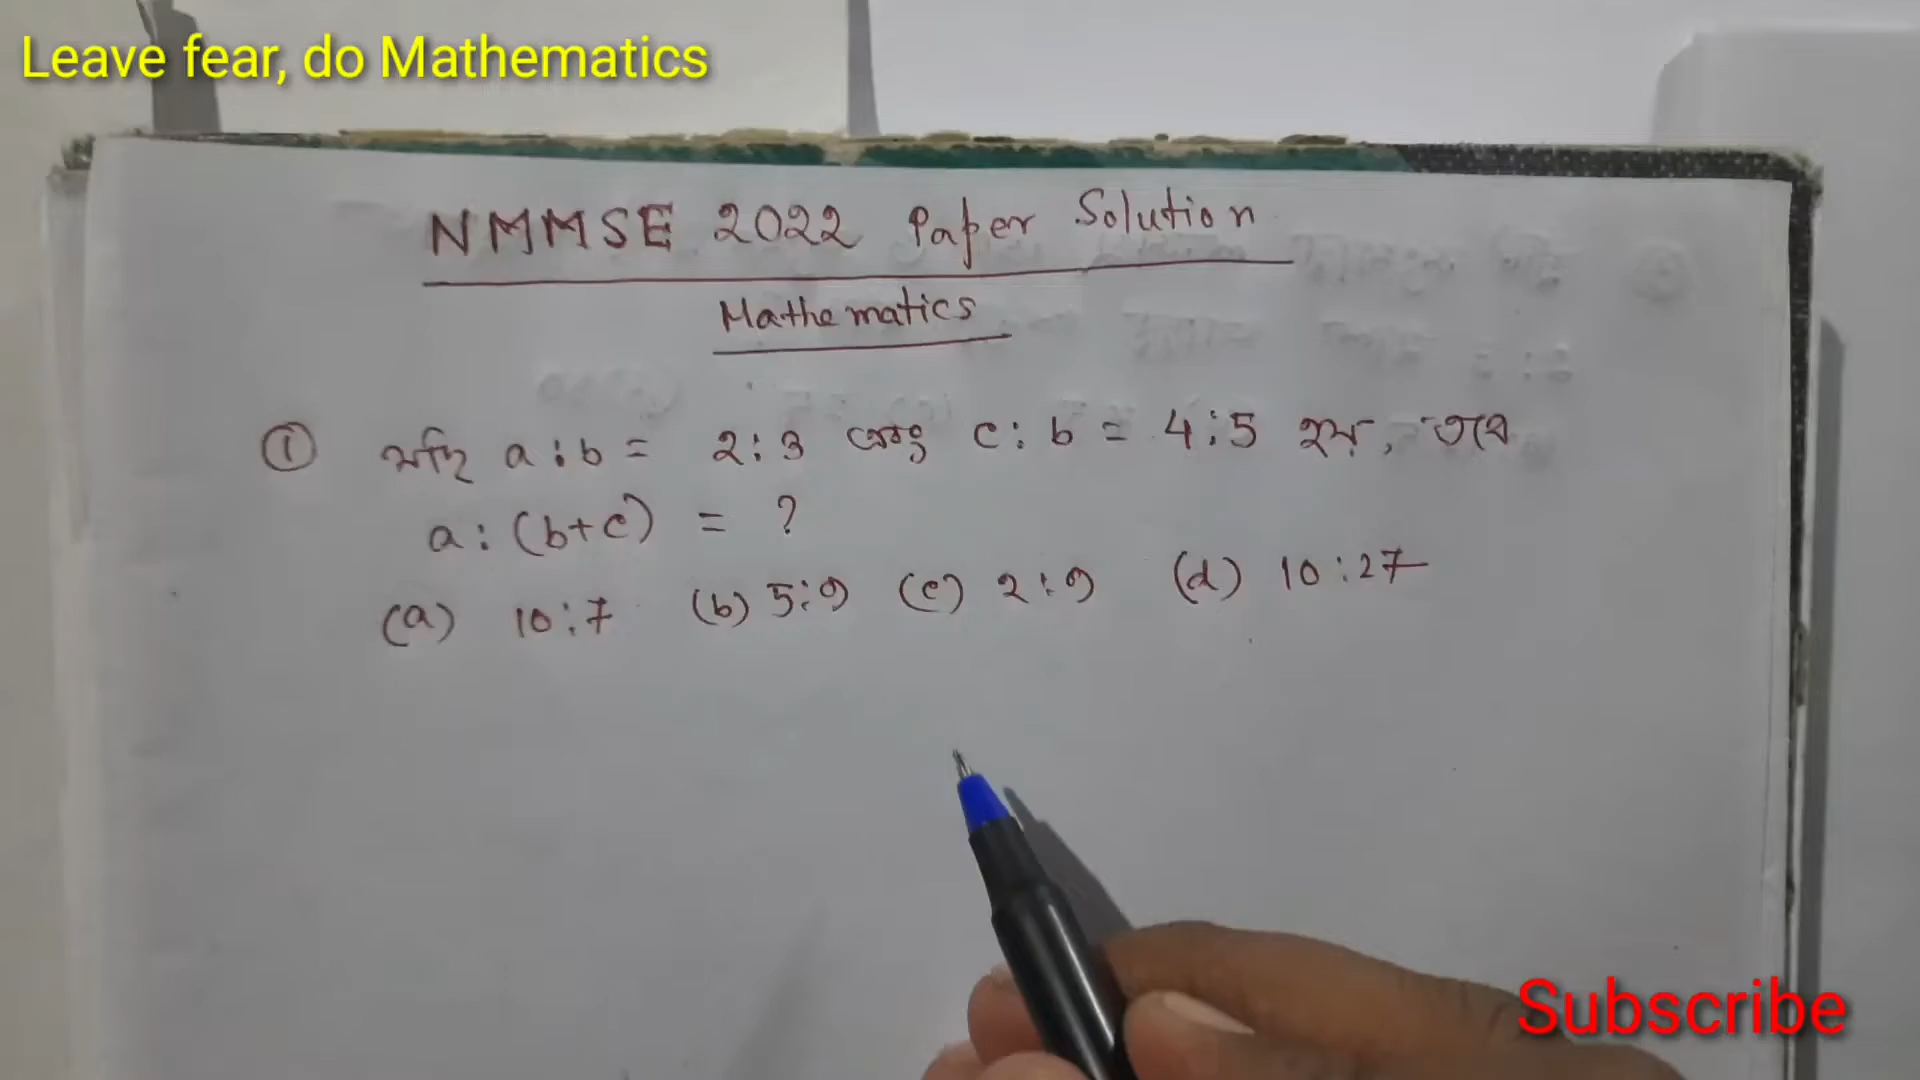 Leave fear, do Mathematics
NMMSE 2022 Paper Solution
Mathematics
① যদি a:b = 2:3 এবং c:b = 4:5 হয়, তবে
a:(b+c) = ?
(a) 10:7 (b) 5:9 (c) 2:9 (d) 10:27
Subscribe